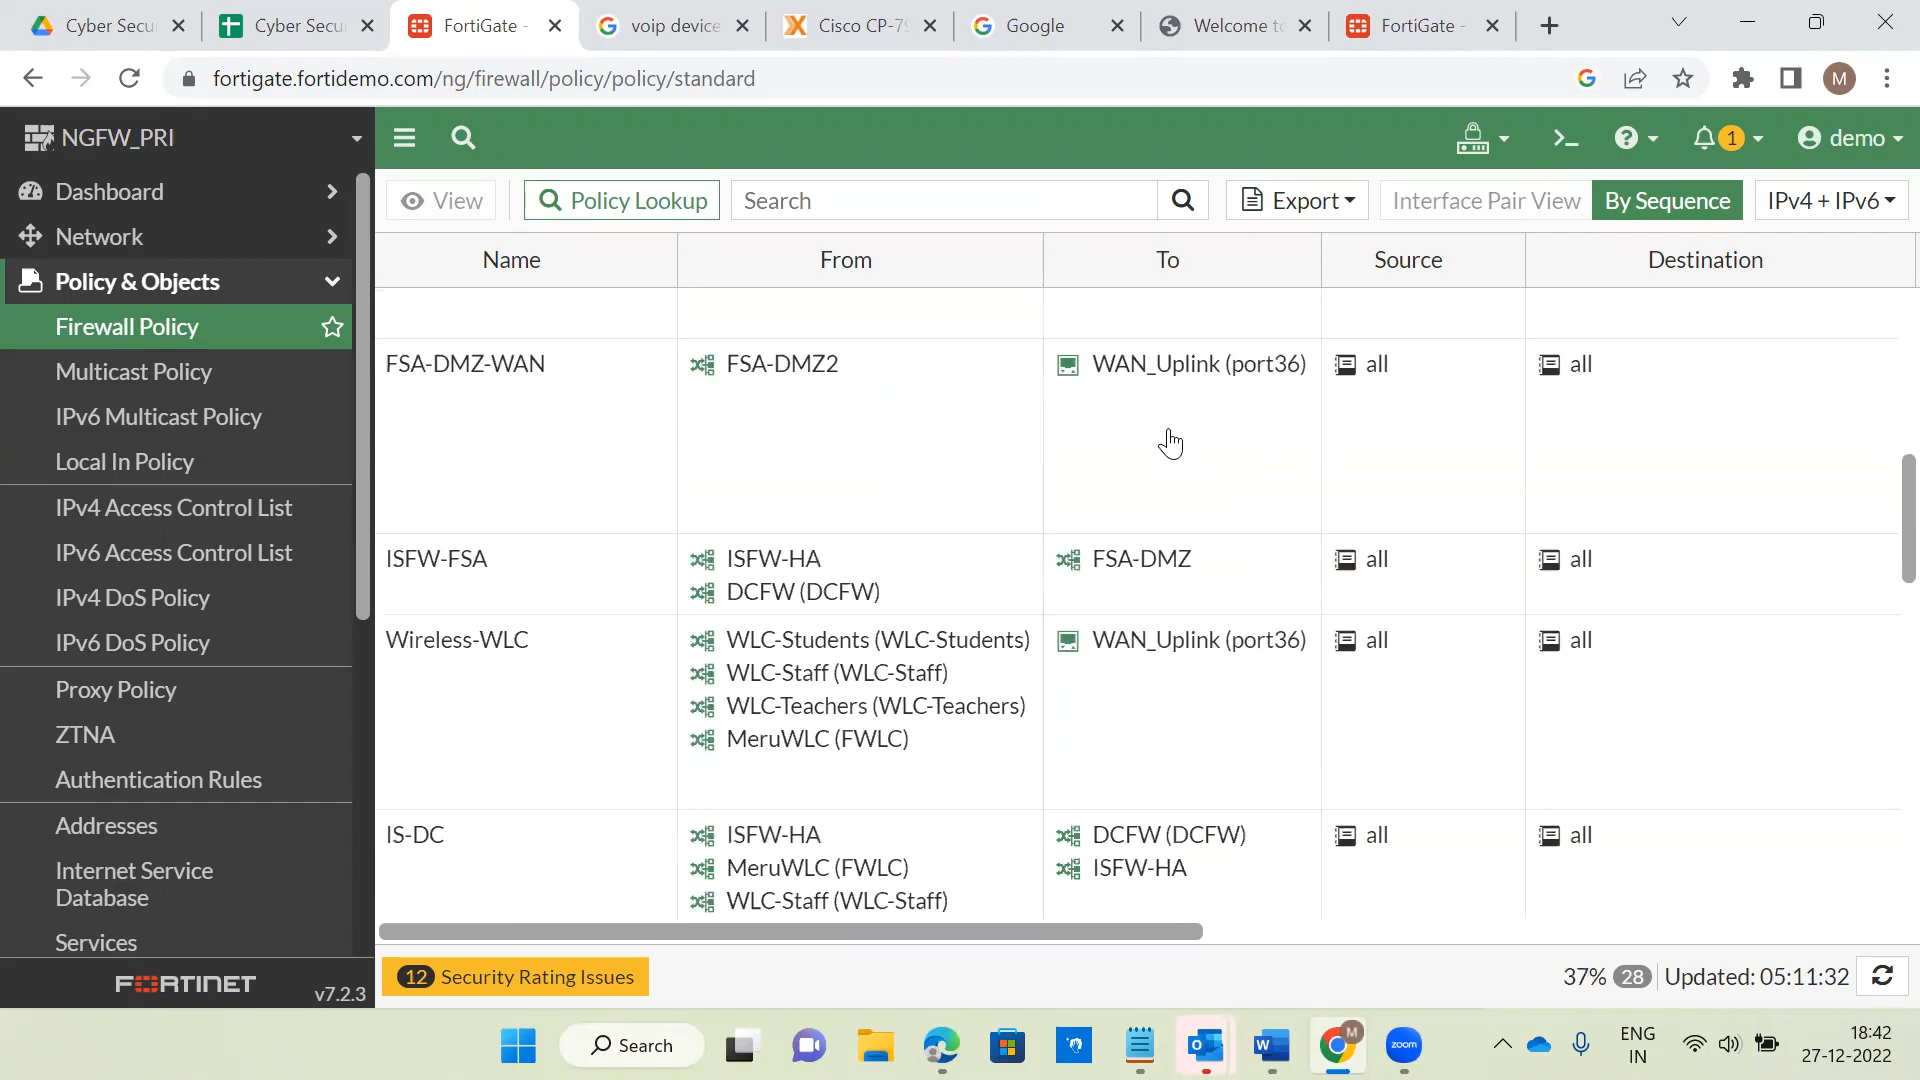 Cyber Secu
Cyber Secu
FortiGate -
voip device
Cisco CP-79
Google
Welcome to
FortiGate -
fortigate.fortidemo.com/ng/firewall/policy/policy/standard
M
NGFW_PRI
1
demo
Dashboard
Network
Policy & Objects
Firewall Policy
Multicast Policy
IPv6 Multicast Policy
Local In Policy
IPv4 Access Control List
IPv6 Access Control List
IPv4 DoS Policy
IPv6 DoS Policy
Proxy Policy
ZTNA
Authentication Rules
Addresses
Internet Service
Database
Services
FORTINET
v7.2.3
View
Policy Lookup
Search
Export
Interface Pair View
By Sequence
IPv4 + IPv6
Name From To Source Destination
FSA-DMZ-WAN FSA-DMZ2 WAN_Uplink (port36) all all
ISFW-FSA ISFW-HA FSA-DMZ all all
DCFW (DCFW)
Wireless-WLC WLC-Students (WLC-Students) WAN_Uplink (port36) all all
WLC-Staff (WLC-Staff)
WLC-Teachers (WLC-Teachers)
MeruWLC (FWLC)
IS-DC ISFW-HA DCFW (DCFW) all all
MeruWLC (FWLC) ISFW-HA
WLC-Staff (WLC-Staff)
12 Security Rating Issues
37% 28 Updated: 05:11:32
Search
M
zoom
ENG
IN
18:42
27-12-2022